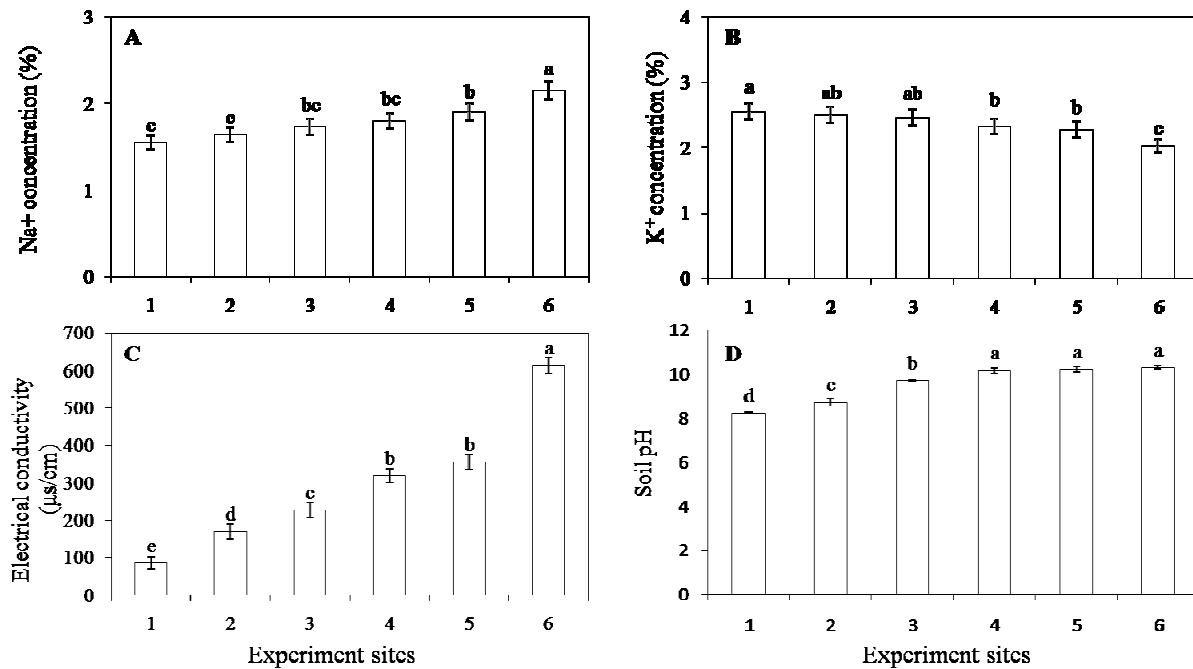 A
Na+ concentration (%)
3
2
1
0
c
c
bc
bc
b
a
1 2 3 4 5 6
B
K+ concentration (%)
4
3
2
1
0
a
ab
ab
b
b
c
1 2 3 4 5 6
C
Electrical conductivity
(μs/cm)
700
600
500
400
300
200
100
0
e
d
c
b
b
a
1 2 3 4 5 6
Experiment sites
D
Soil pH
12
10
8
6
4
2
0
d
c
b
a
a
a
1 2 3 4 5 6
Experiment sites